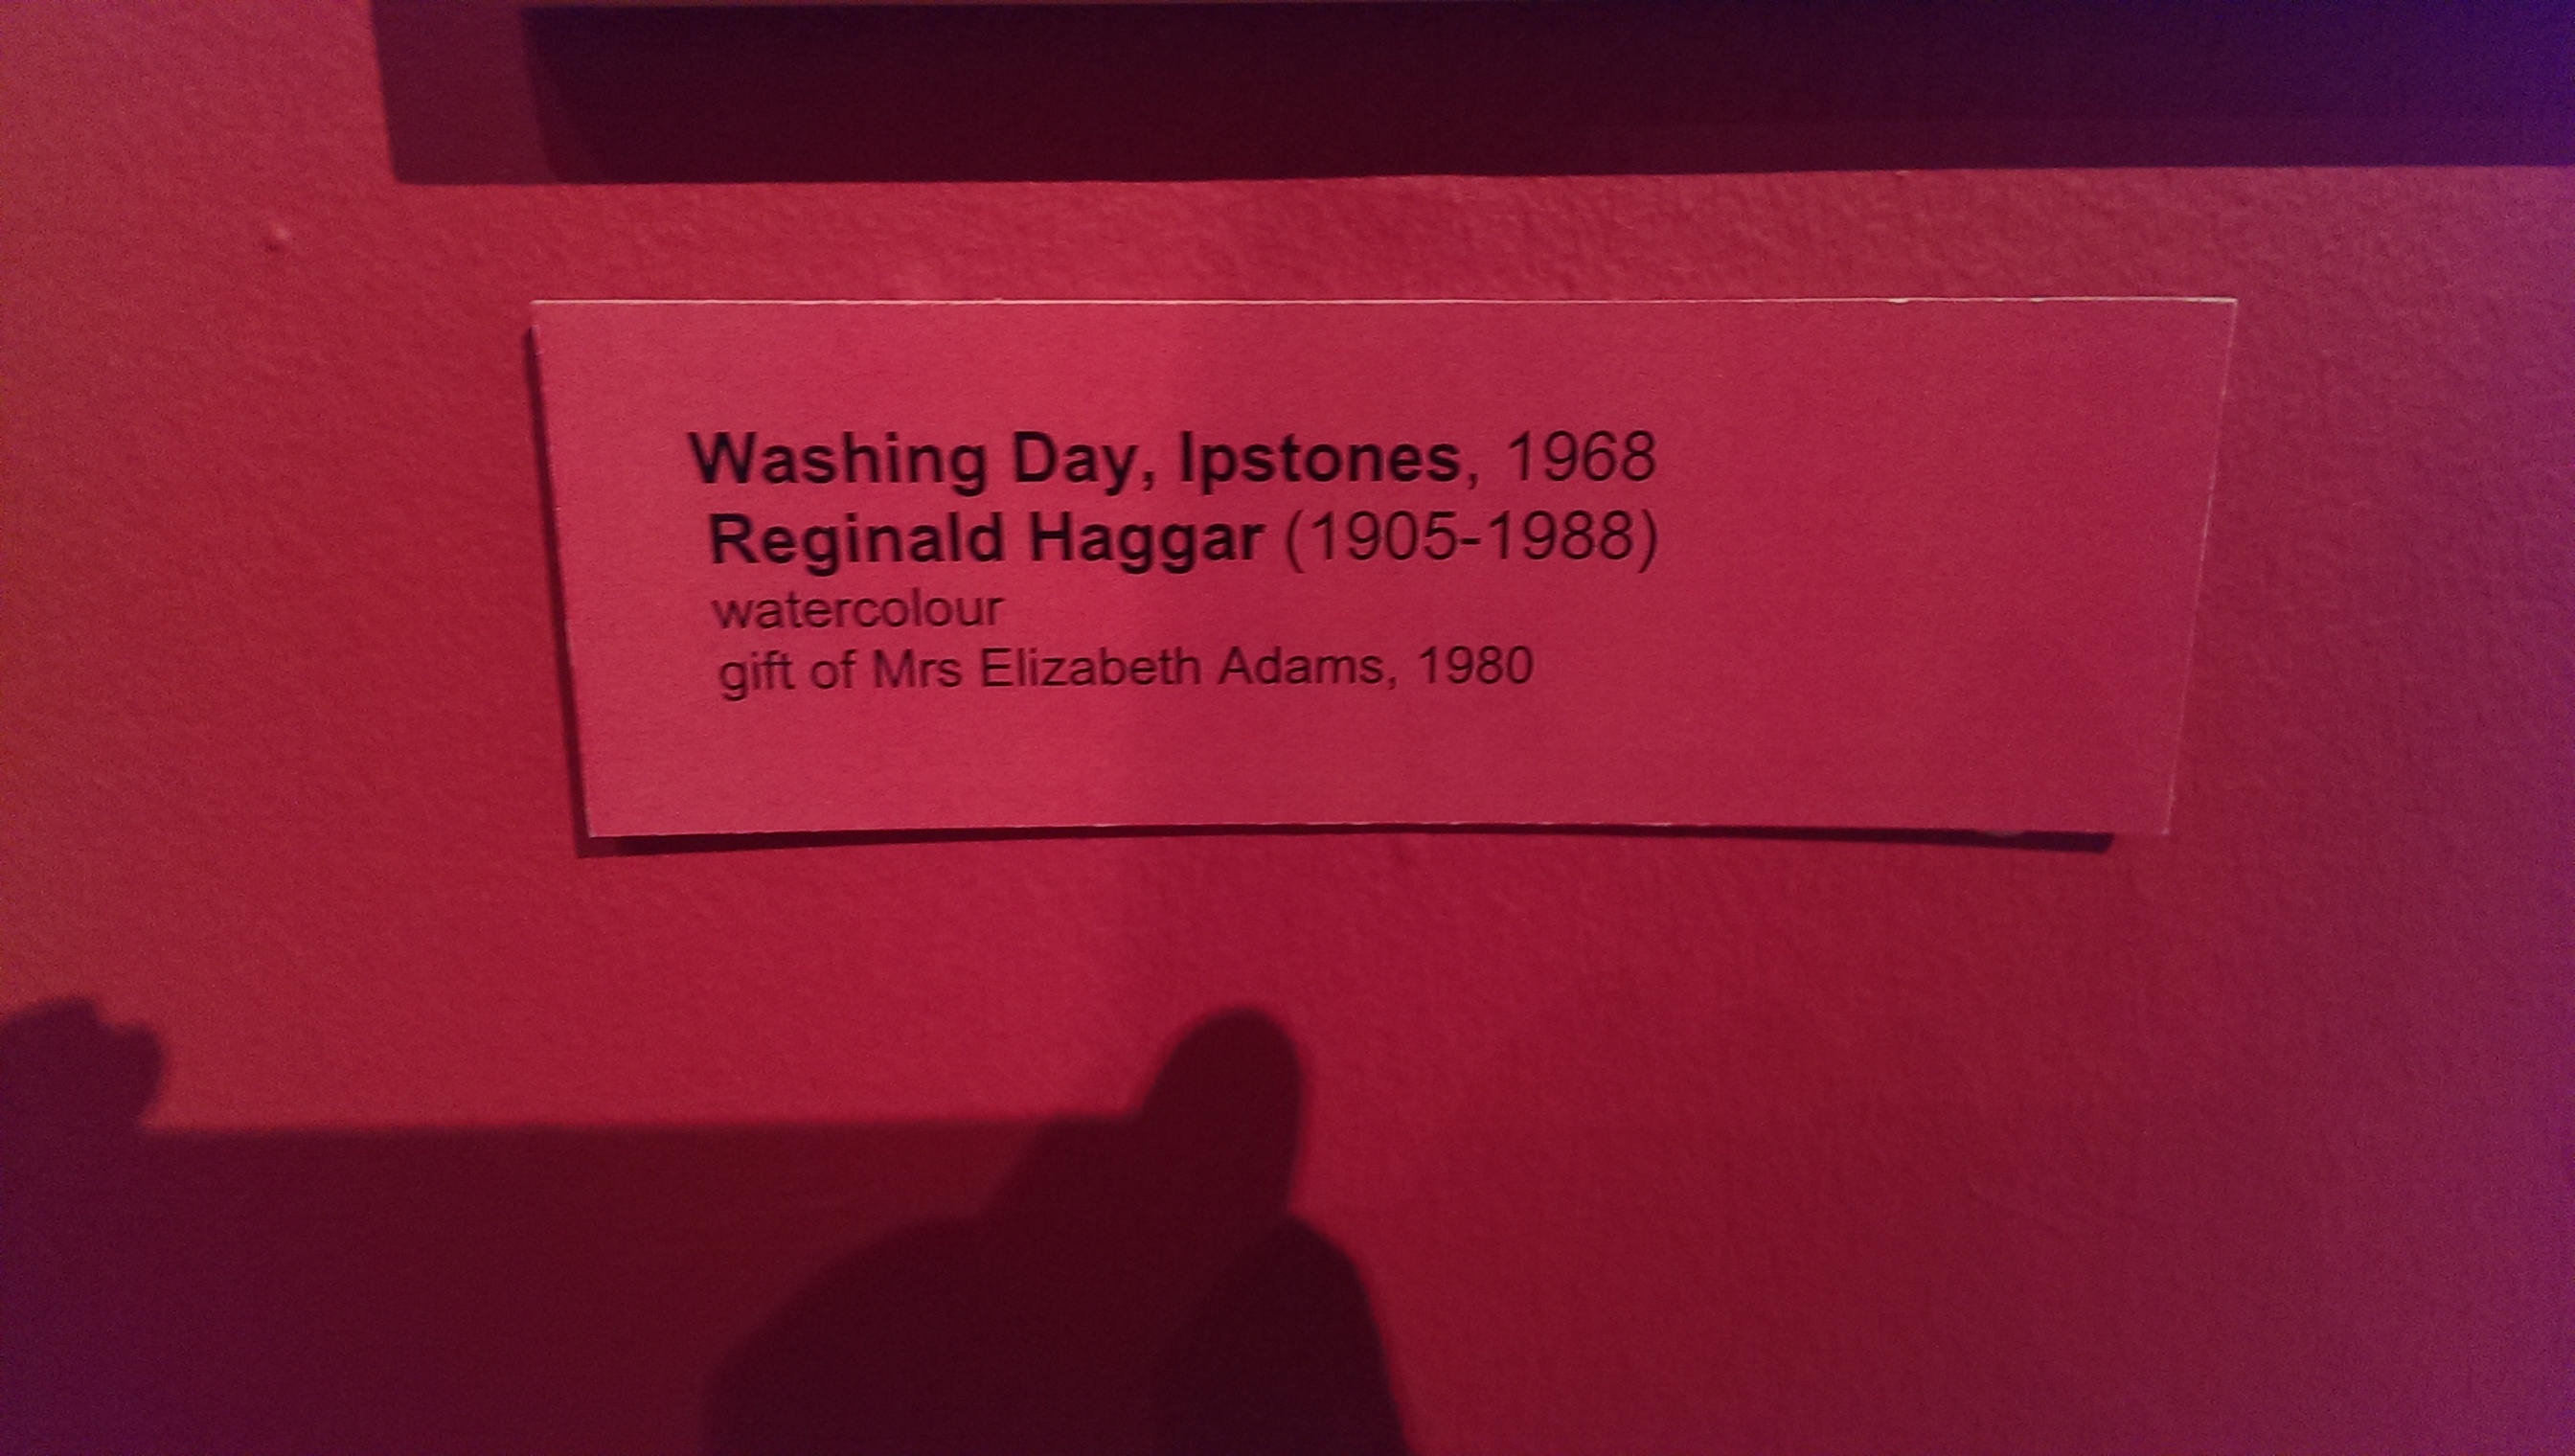 Washing Day, Ipstones, 1968
Reginald Haggar (1905-1988)
watercolour
gift of Mrs Elizabeth Adams, 1980